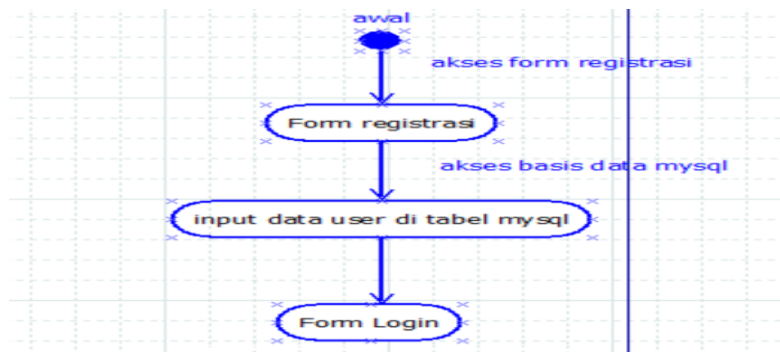 awal
akses form registrasi
Form registrasi
akses basis data mysql
input data user di tabel mysql
Form Login